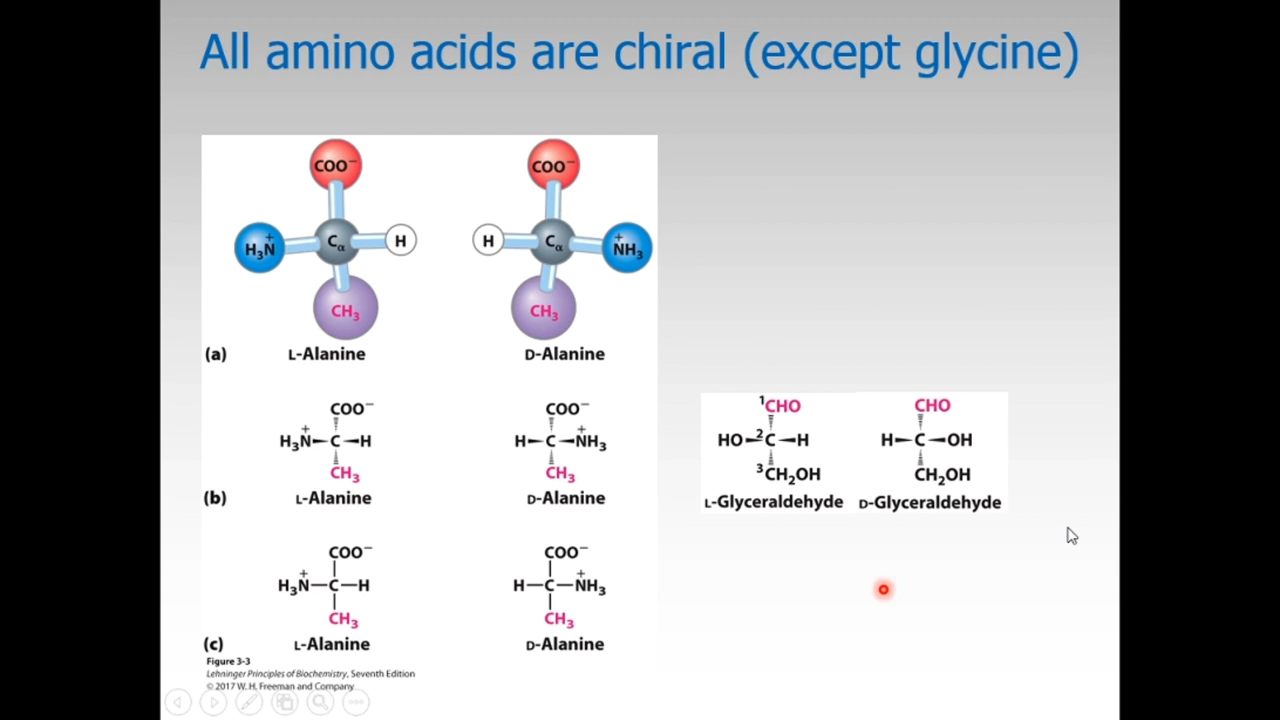 All amino acids are chiral (except glycine)
COO⁻ COO⁻
H₃N⁺ Cα H H Cα ⁺NH₃
CH₃ CH₃
(a) L-Alanine D-Alanine
COO⁻ COO⁻ ¹CHO CHO
H₃N⁺ C H H C ⁺NH₃ HO ²C H H C OH
CH₃ CH₃ ³CH₂OH CH₂OH
(b) L-Alanine D-Alanine L-Glyceraldehyde D-Glyceraldehyde
COO⁻ COO⁻
H₃N⁺—C—H H—C—⁺NH₃
CH₃ CH₃
(c) L-Alanine D-Alanine
Figure 3-3
Lehninger Principles of Biochemistry, Seventh Edition
© 2017 W. H. Freeman and Company